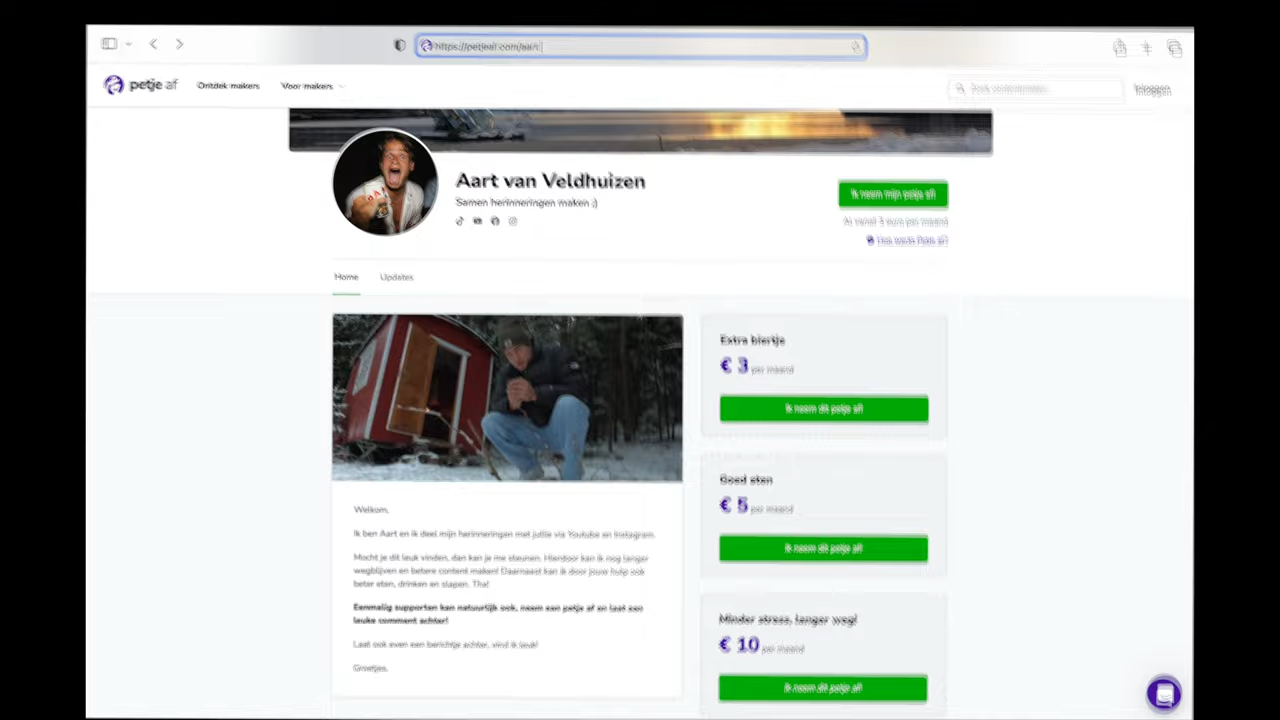 https://petjeaf.com/aart
petje af
Ontdek makers
Voor makers
Zoek
Inloggen
Aart van Veldhuizen
Samen herinneringen maken ;)
Ik neem mijn petje af!
Al vanaf 3 euro per maand
Hoe werkt Petje af?
Home
Updates
Extra biertje
€ 3 per maand
Ik neem dit petje af!
Goed eten
€ 5 per maand
Ik neem dit petje af!
Minder stress, langer weg!
€ 10 per maand
Ik neem dit petje af!
Welkom,
Ik ben Aart en ik deel mijn herinneringen met jullie via Youtube en Instagram.
Mocht je dit leuk vinden, dan kan je me steunen. Hierdoor kan ik nog langer
wegblijven en betere content maken! Daarnaast kan ik door jouw hulp ook
beter eten, drinken en slapen. Thx!
Eenmalig supporten kan natuurlijk ook, neem een petje af en laat een
leuke comment achter!
Laat ook even een berichtje achter, vind ik leuk!
Groetjes,